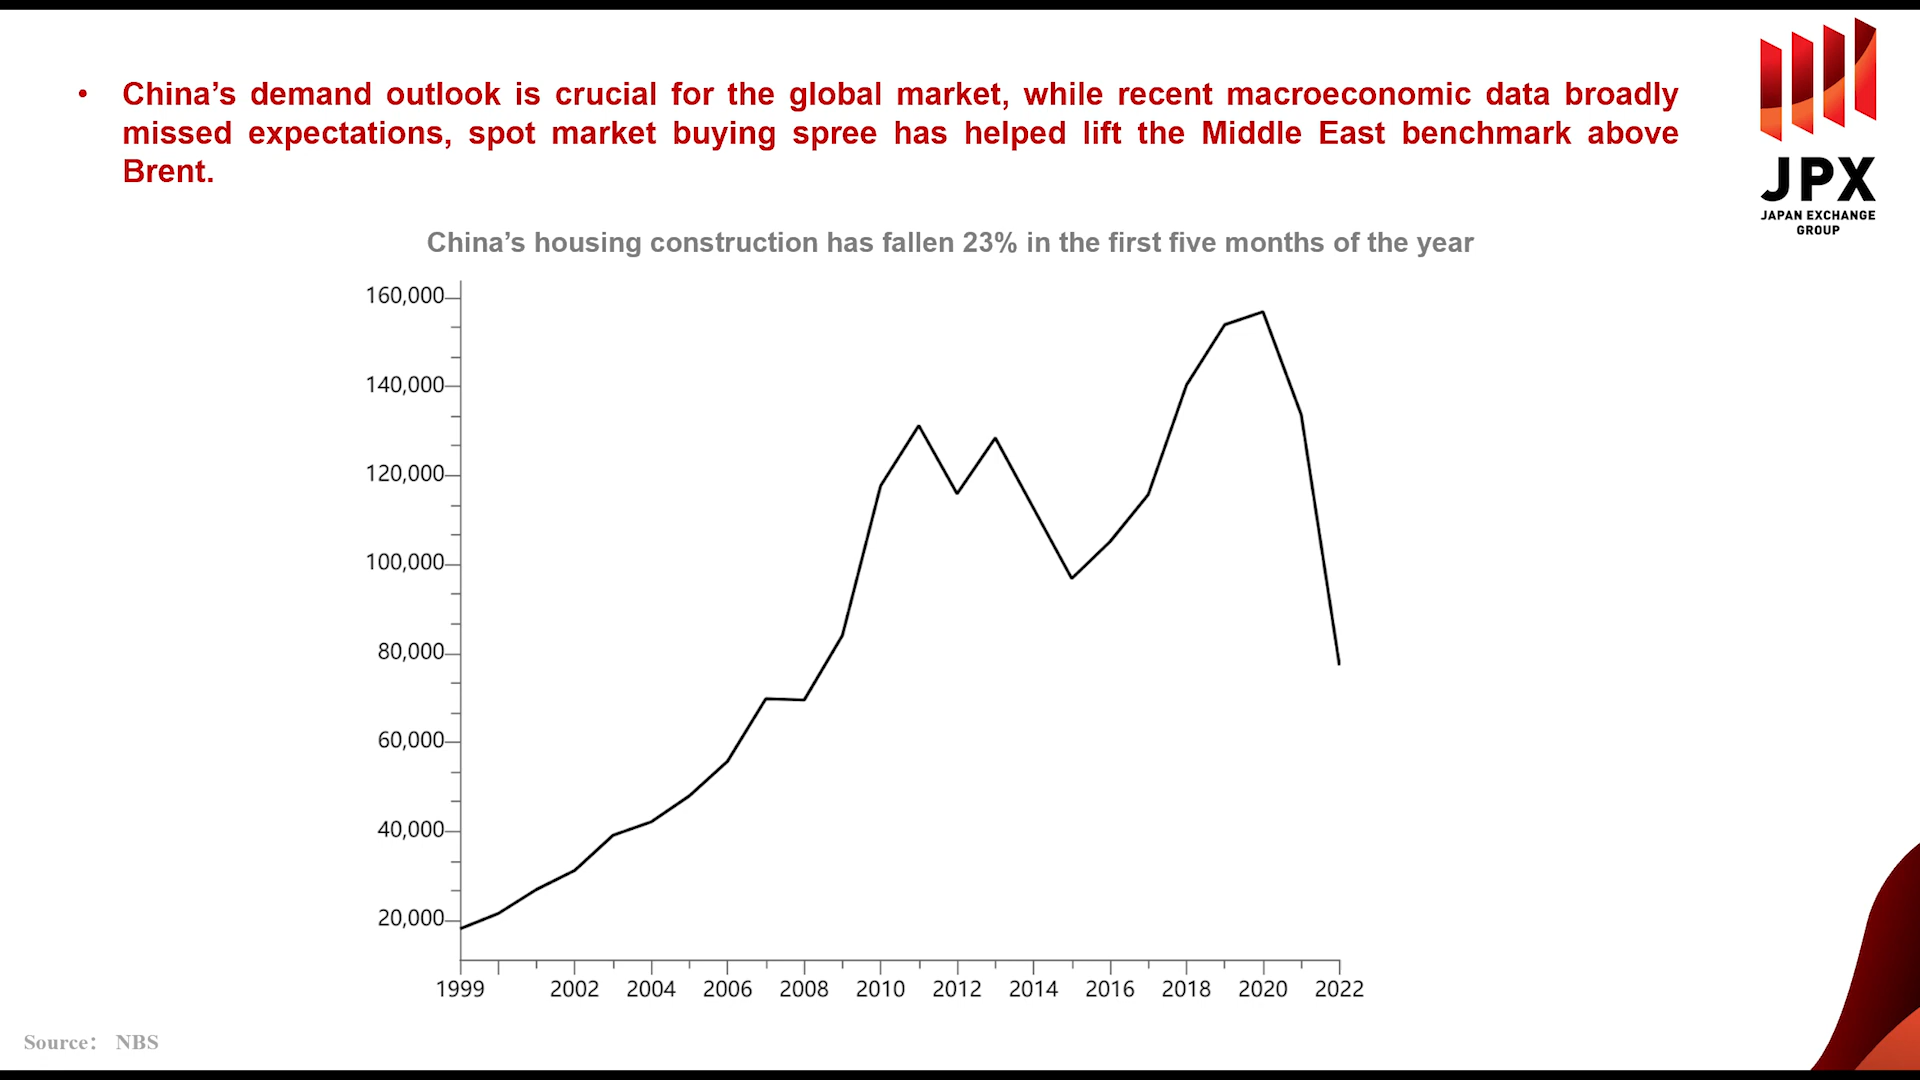 • China’s demand outlook is crucial for the global market, while recent macroeconomic data broadly
missed expectations, spot market buying spree has helped lift the Middle East benchmark above
Brent.
JPX
JAPAN EXCHANGE
GROUP
China’s housing construction has fallen 23% in the first five months of the year
160,000
140,000
120,000
100,000
80,000
60,000
40,000
20,000
1999 2002 2004 2006 2008 2010 2012 2014 2016 2018 2020 2022
Source： NBS